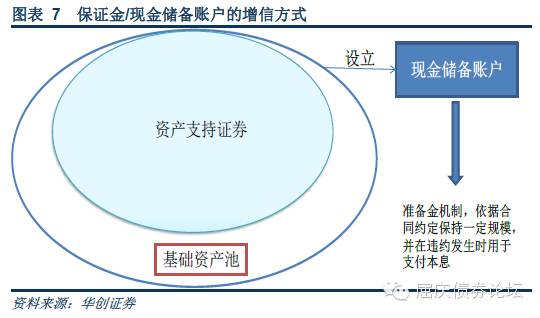 图表 7 保证金/现金储备账户的增信方式
设立
现金储备账户
资产支持证券
准备金机制，依据合
同约定保持一定规模，
并在违约发生时用于
支付本息
基础资产池
屈庆债券论坛
资料来源：华创证券